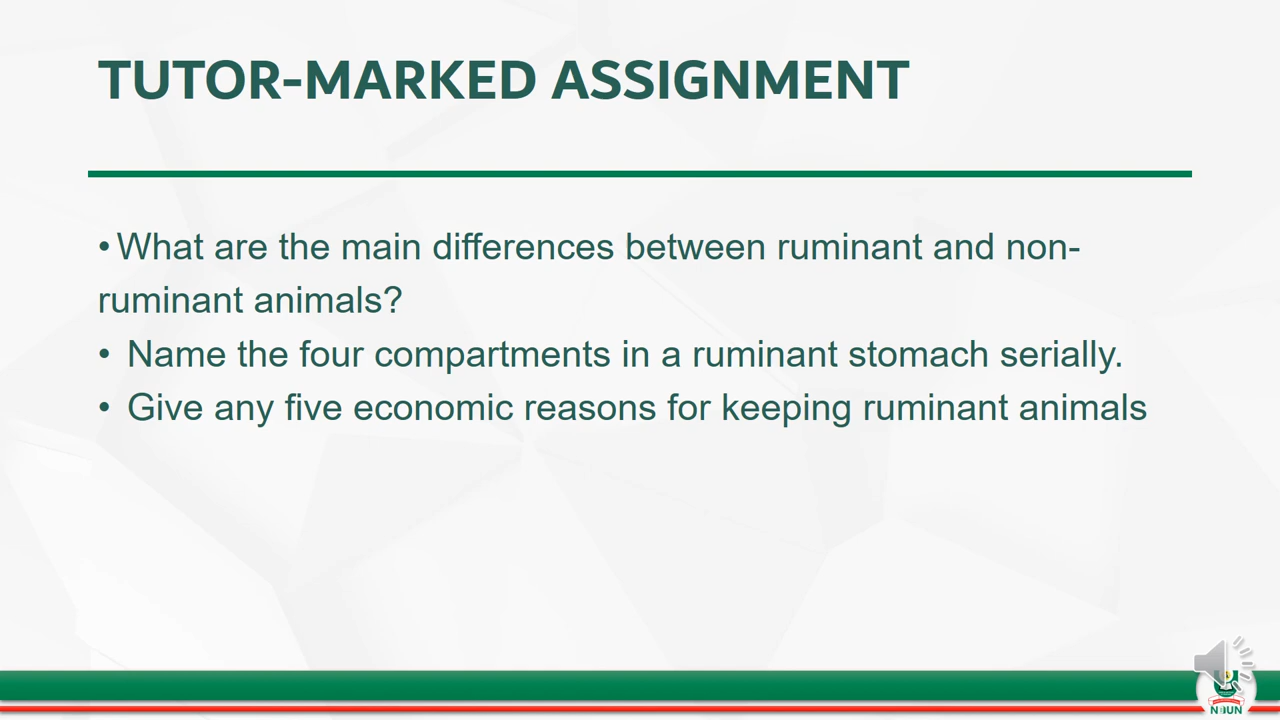 TUTOR-MARKED ASSIGNMENT
• What are the main differences between ruminant and non-
ruminant animals?
• Name the four compartments in a ruminant stomach serially.
• Give any five economic reasons for keeping ruminant animals
NOUN